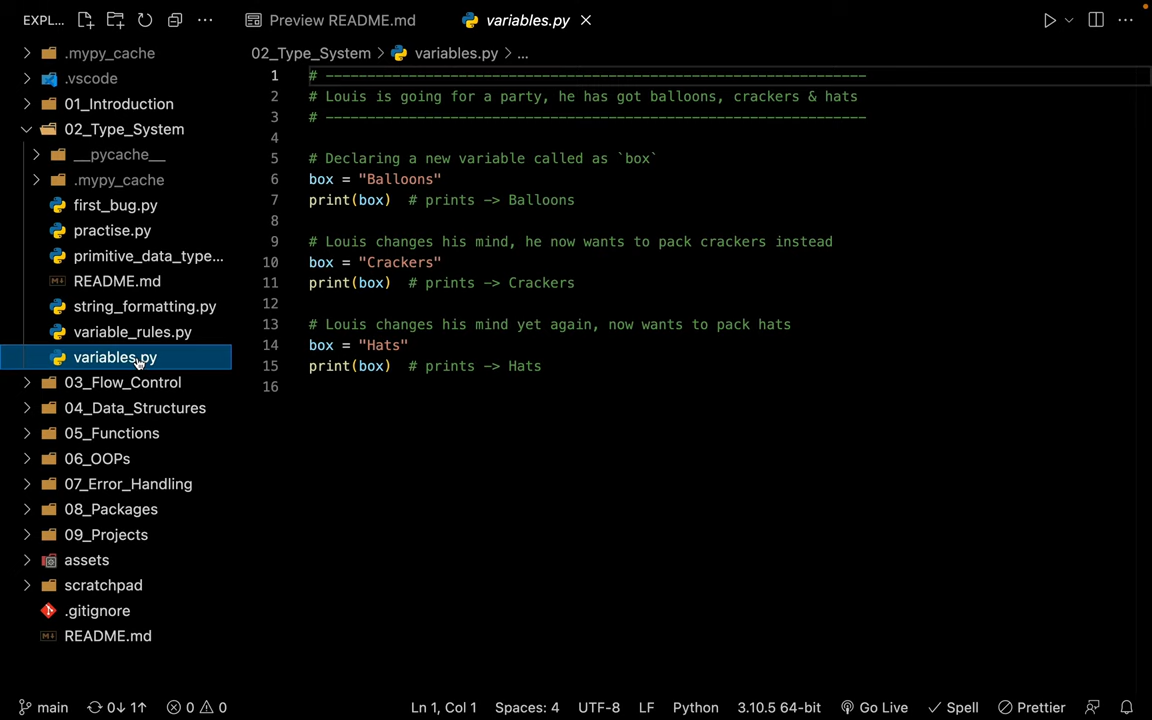 EXPL... ...
Preview README.md
variables.py
...
.mypy_cache
.vscode
01_Introduction
02_Type_System
__pycache__
.mypy_cache
first_bug.py
practise.py
primitive_data_type...
README.md
string_formatting.py
variable_rules.py
variables.py
03_Flow_Control
04_Data_Structures
05_Functions
06_OOPs
07_Error_Handling
08_Packages
09_Projects
assets
scratchpad
.gitignore
README.md
02_Type_System > variables.py > ...
1 # -----------------------------------------------------------------
2 # Louis is going for a party, he has got balloons, crackers & hats
3 # -----------------------------------------------------------------
4
5 # Declaring a new variable called as `box`
6 box = "Balloons"
7 print(box) # prints -> Balloons
8
9 # Louis changes his mind, he now wants to pack crackers instead
10 box = "Crackers"
11 print(box) # prints -> Crackers
12
13 # Louis changes his mind yet again, now wants to pack hats
14 box = "Hats"
15 print(box) # prints -> Hats
16
main 0↓ 1↑ 0 0 Ln 1, Col 1 Spaces: 4 UTF-8 LF Python 3.10.5 64-bit Go Live Spell Prettier